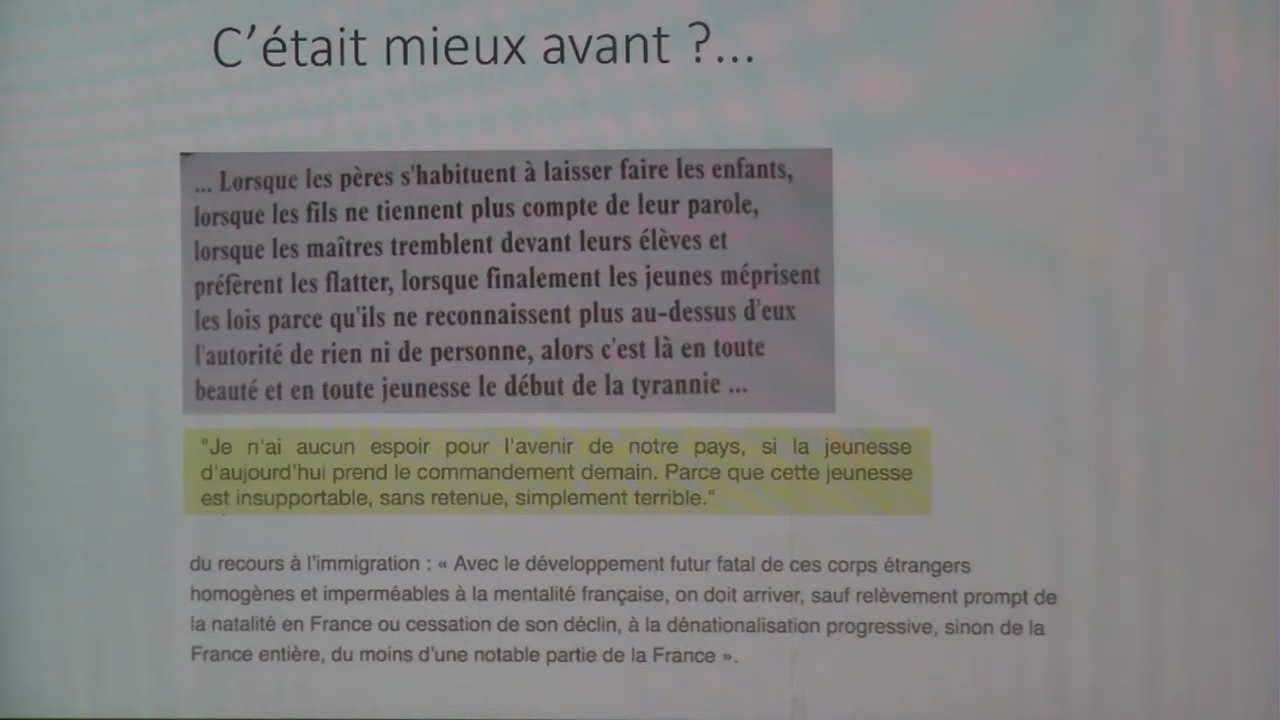 C'était mieux avant ?...
... Lorsque les pères s'habituent à laisser faire les enfants,
lorsque les fils ne tiennent plus compte de leur parole,
lorsque les maîtres tremblent devant leurs élèves et
préfèrent les flatter, lorsque finalement les jeunes méprisent
les lois parce qu'ils ne reconnaissent plus au-dessus d'eux
l'autorité de rien ni de personne, alors c'est là en toute
beauté et en toute jeunesse le début de la tyrannie ...
"Je n'ai aucun espoir pour l'avenir de notre pays, si la jeunesse
d'aujourd'hui prend le commandement demain. Parce que cette jeunesse
est insupportable, sans retenue, simplement terrible."
du recours à l'immigration : « Avec le développement futur fatal de ces corps étrangers
homogènes et imperméables à la mentalité française, on doit arriver, sauf relèvement prompt de
la natalité en France ou cessation de son déclin, à la dénationalisation progressive, sinon de la
France entière, du moins d'une notable partie de la France ».